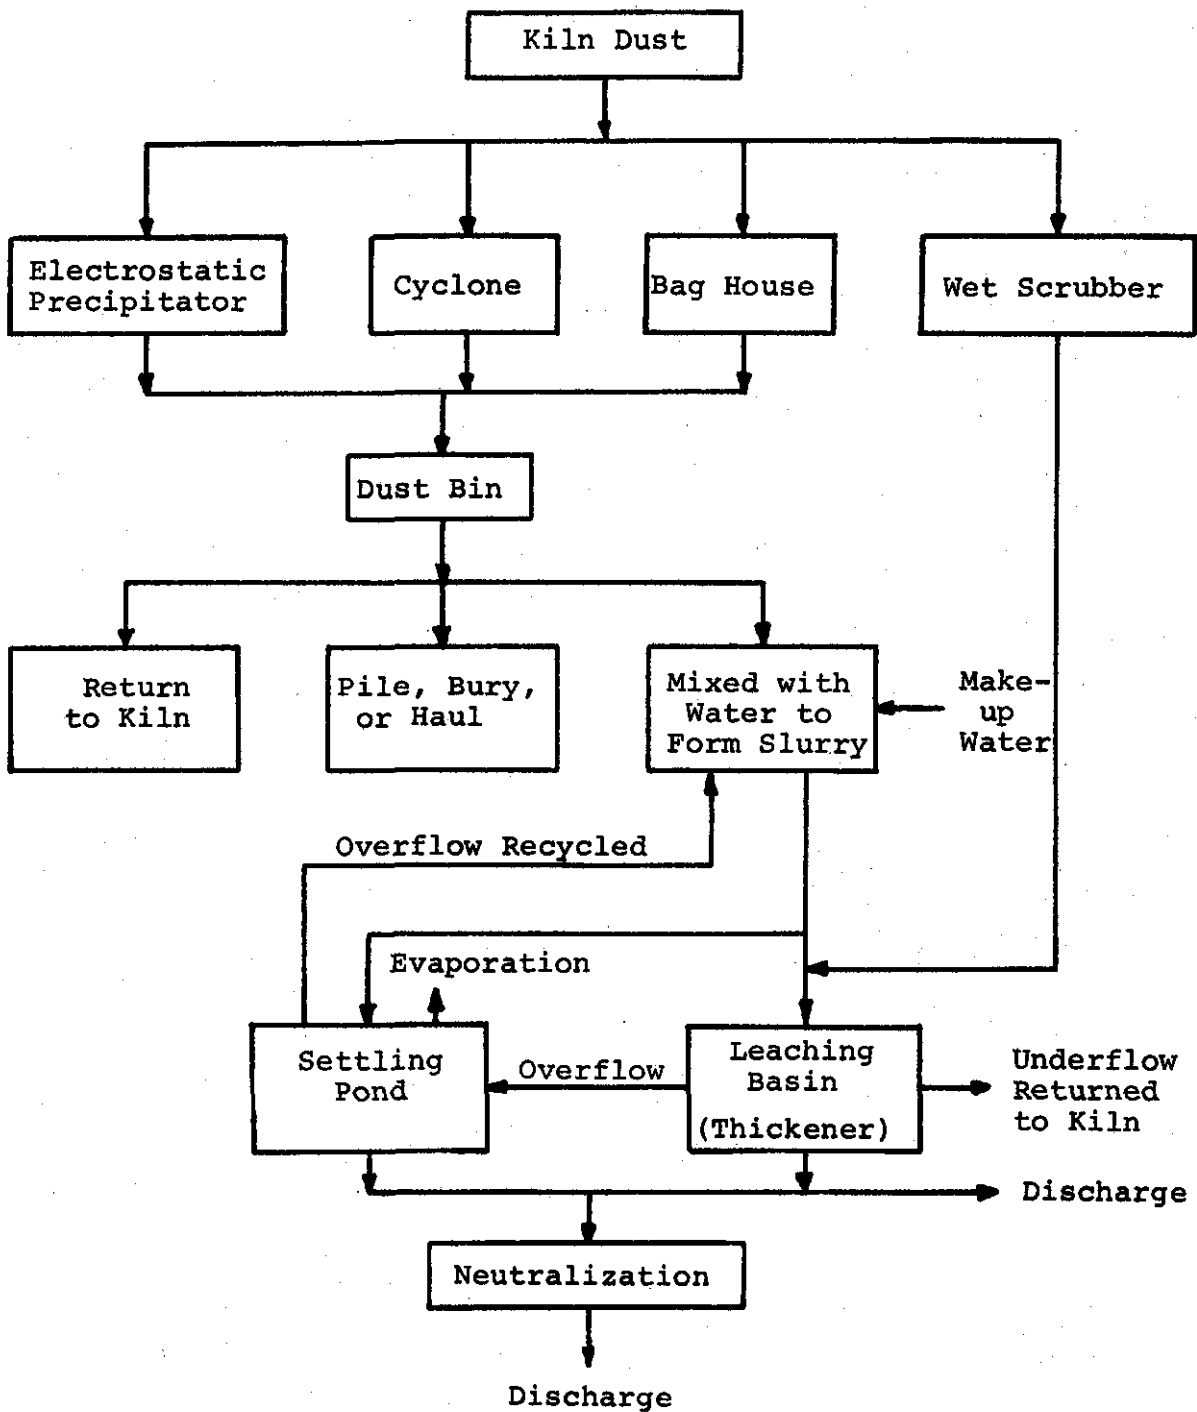 Kiln Dust
Electrostatic
Precipitator
Cyclone
Bag House
Wet Scrubber
Dust Bin
Return
to Kiln
Pile, Bury,
or Haul
Mixed with
Water to
Form Slurry
Make-
up
Water
Overflow Recycled
Evaporation
Settling
Pond
Overflow
Leaching
Basin
(Thickener)
Underflow
Returned
to Kiln
Discharge
Neutralization
Discharge